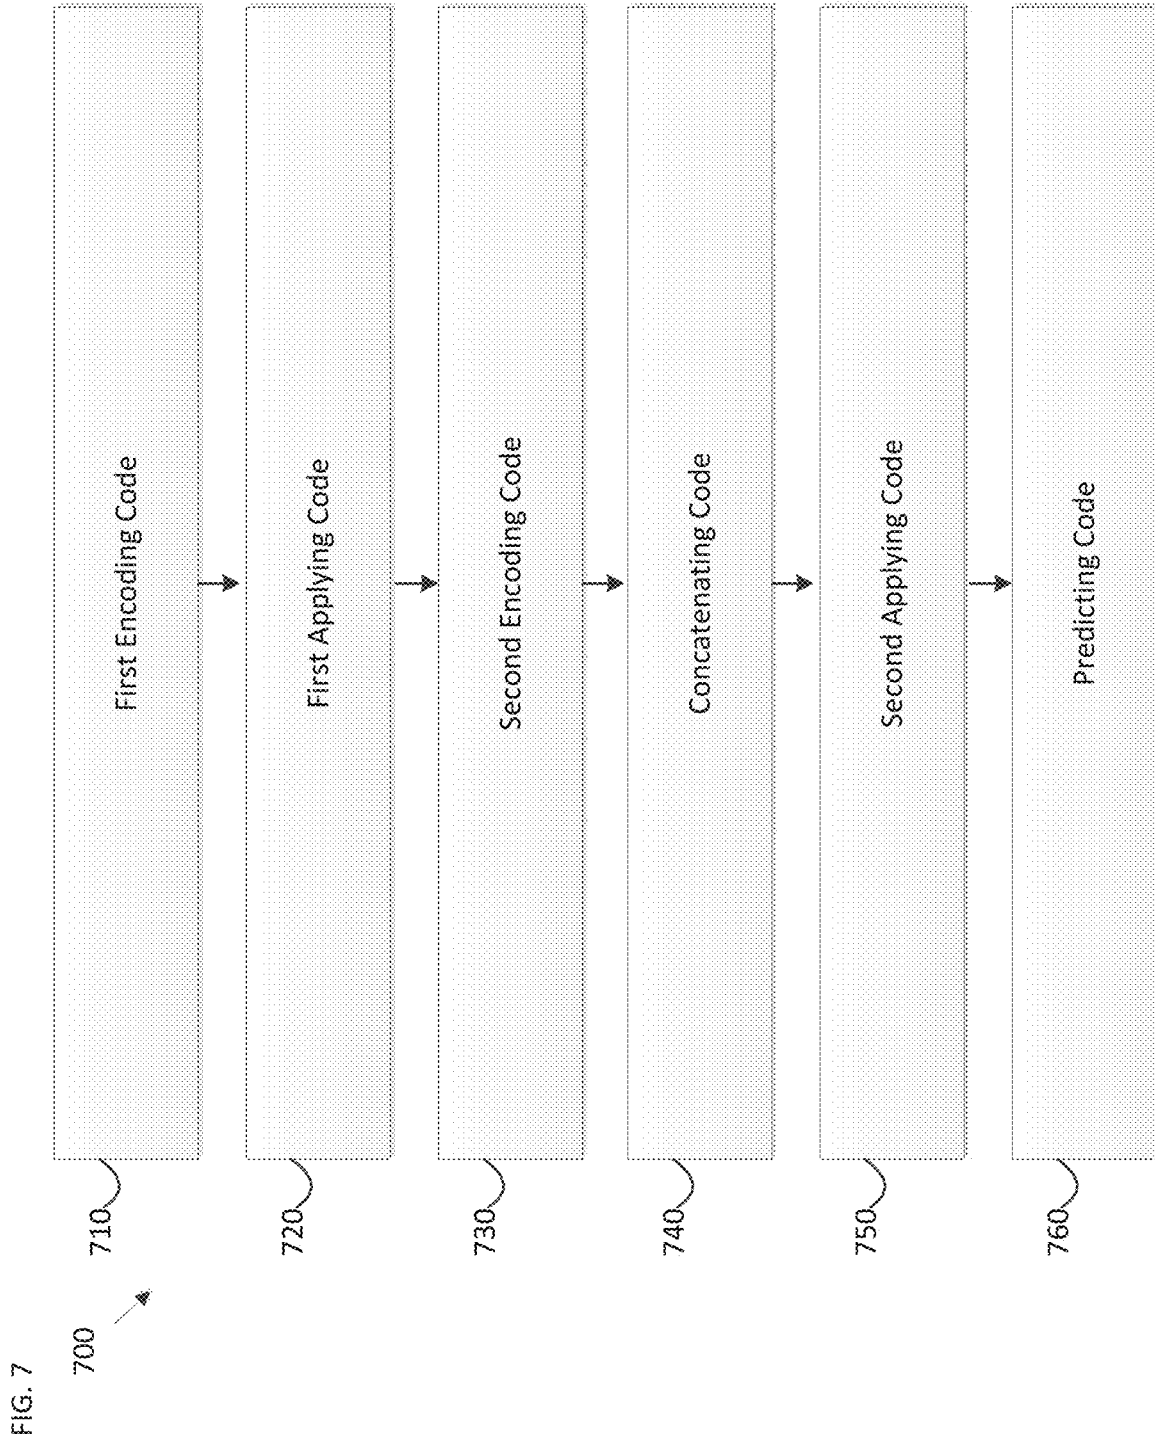 FIG. 7
700
710
First Encoding Code
720
First Applying Code
730
Second Encoding Code
740
Concatenating Code
750
Second Applying Code
760
Predicting Code